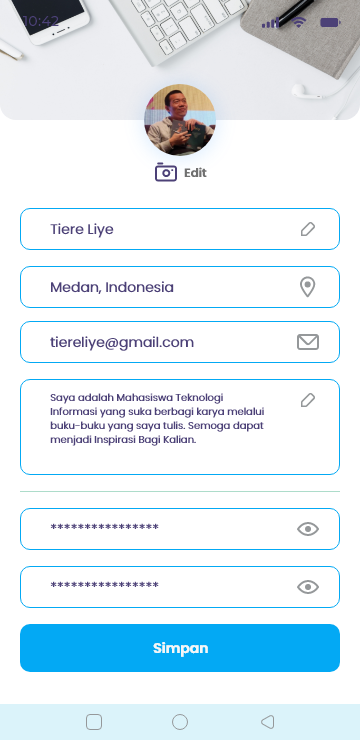 10:42
Edit
Tiere Liye
Medan, Indonesia
tiereliye@gmail.com
Saya adalah Mahasiswa Teknologi
Informasi yang suka berbagi karya melalui
buku-buku yang saya tulis. Semoga dapat
menjadi Inspirasi Bagi Kalian.
****************
****************
Simpan